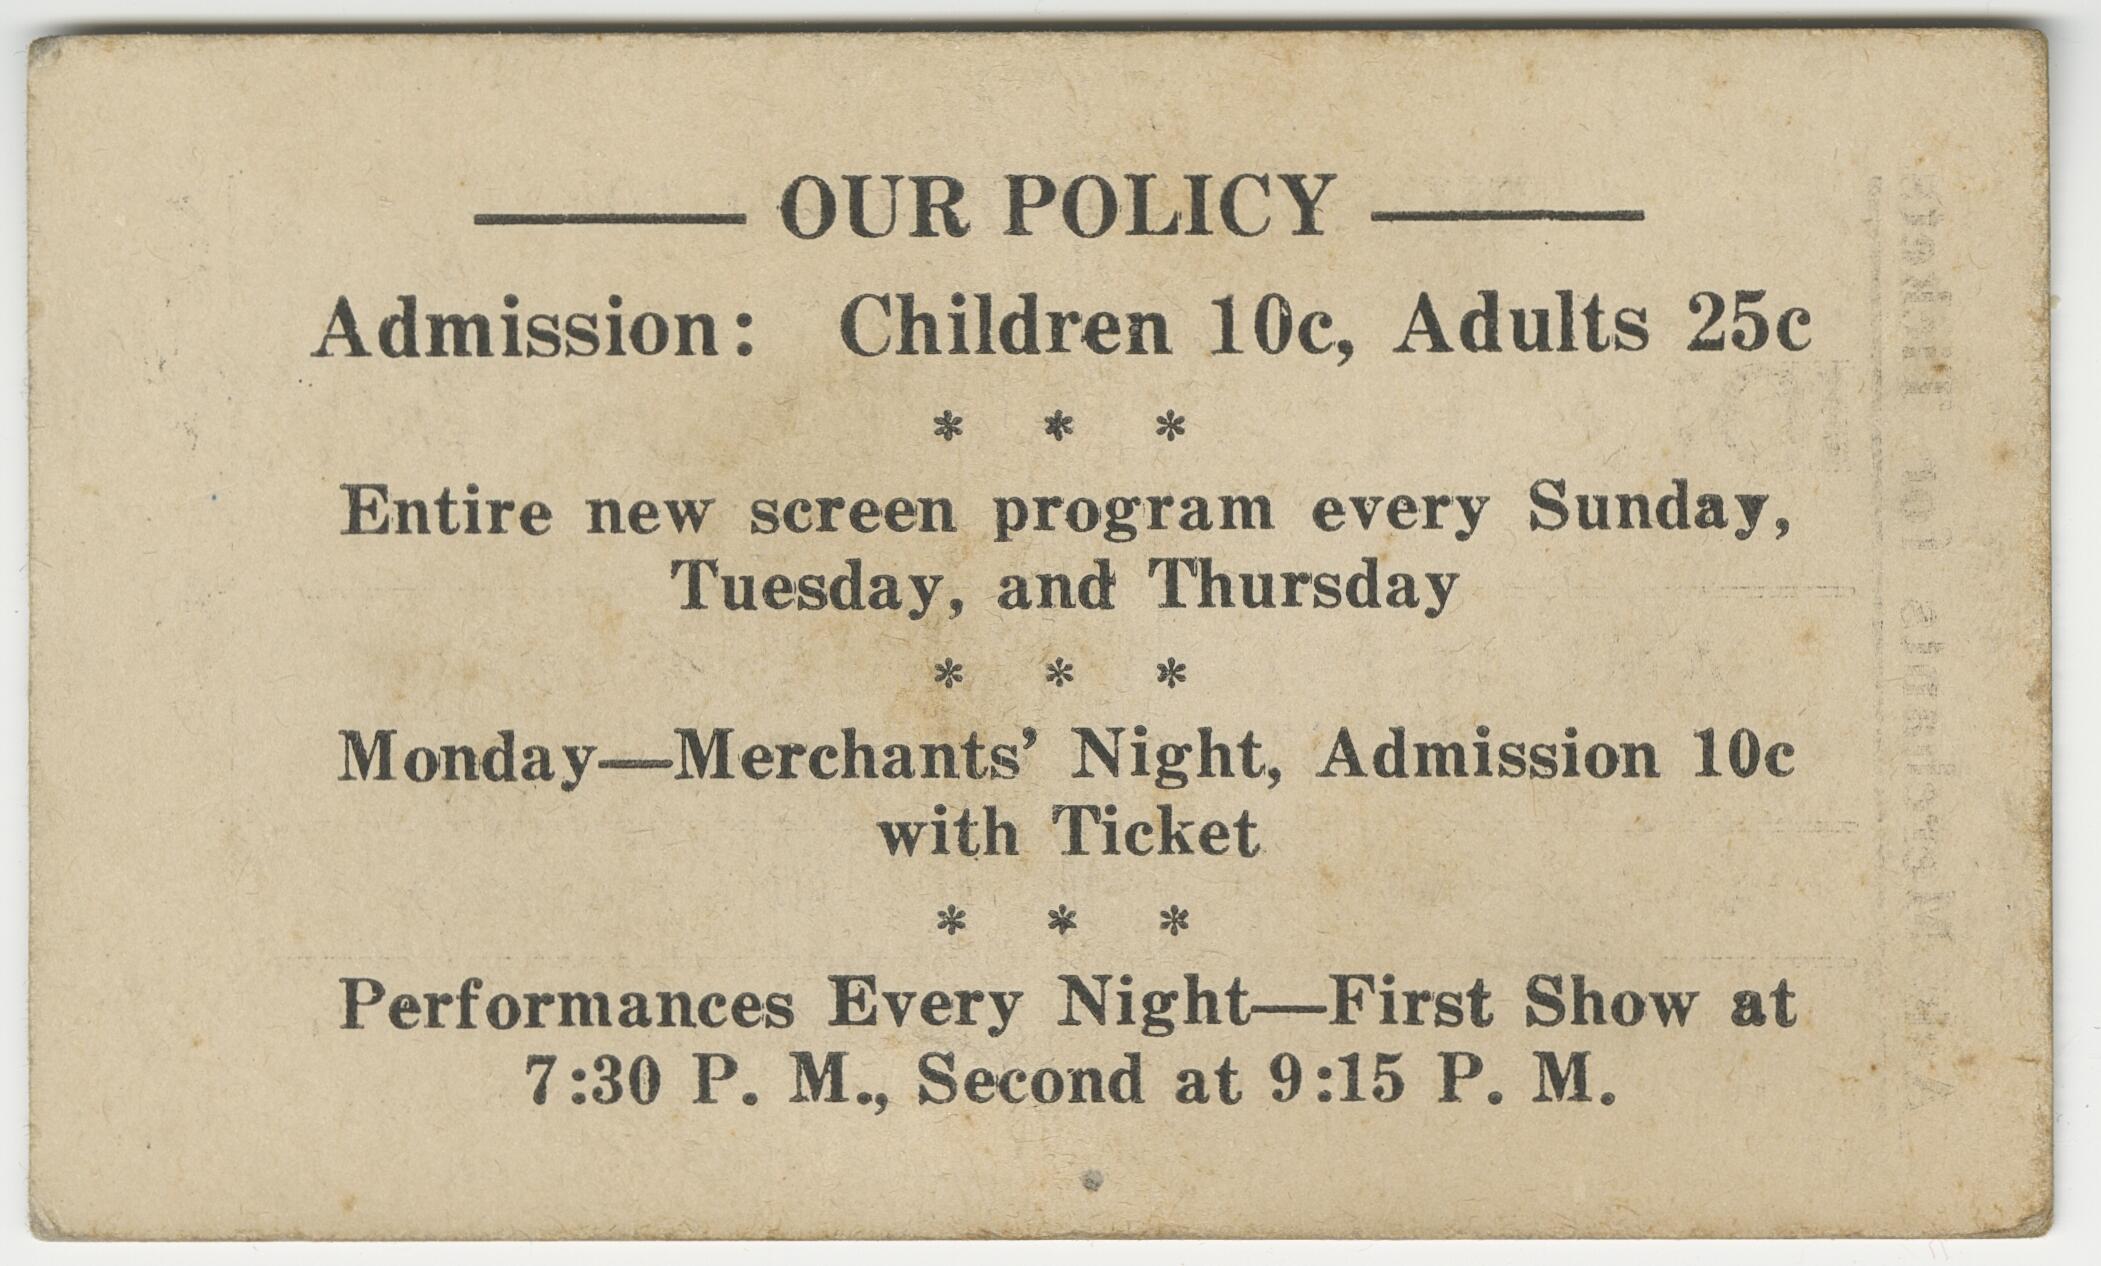 OUR POLICY
Admission: Children 10c, Adults 25c
* * *
Entire new screen program every Sunday,
Tuesday, and Thursday
* * *
Monday—Merchants' Night, Admission 10c
with Ticket
* * *
Performances Every Night—First Show at
7:30 P. M., Second at 9:15 P. M.